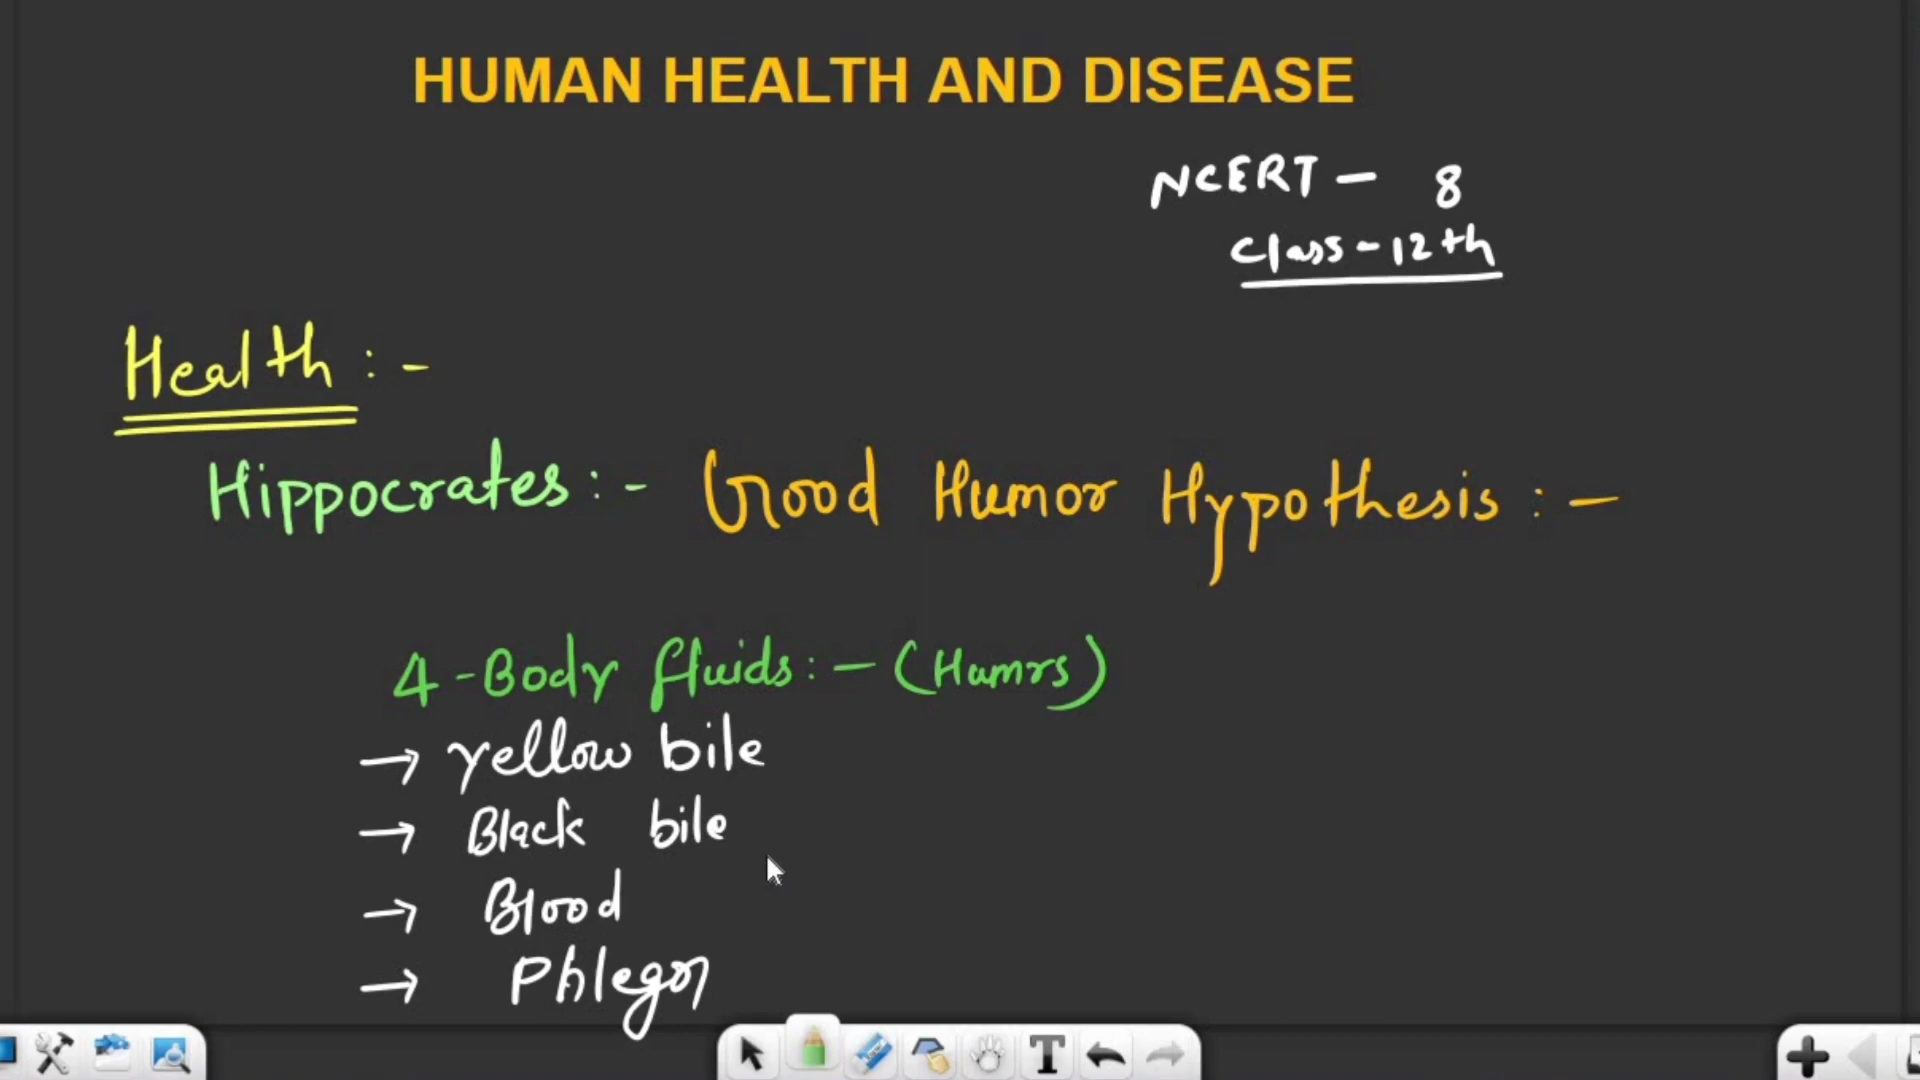 HUMAN HEALTH AND DISEASE
NCERT - 8
Class - 12th
Health : -
Hippocrates : - Good Humor Hypothesis : -
4 - Body fluids : - (Humrs)
→ Yellow bile
→ Black bile
→ Blood
→ Phlegm
T